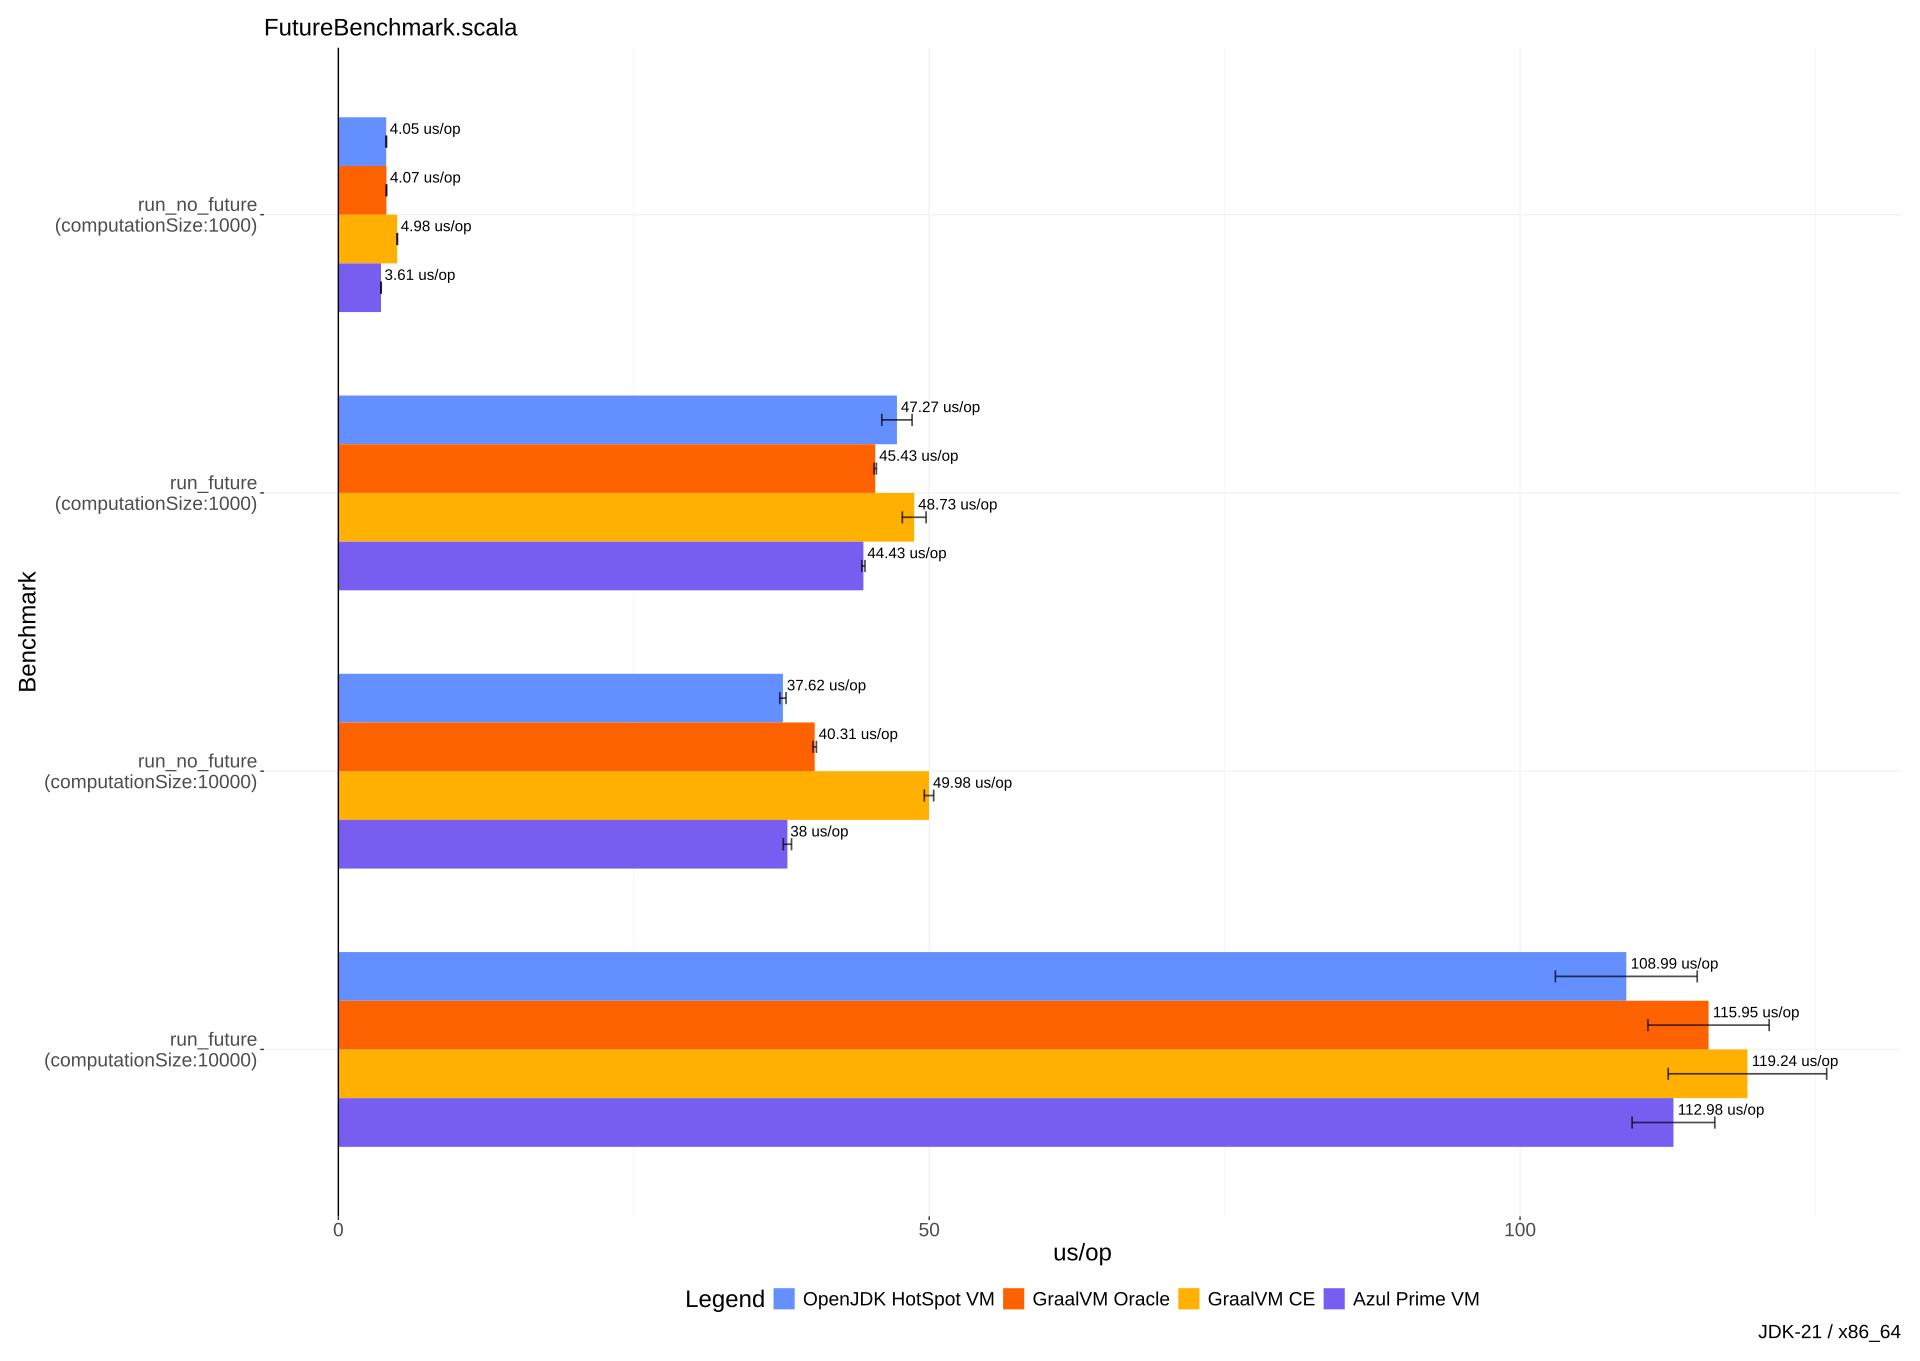 FutureBenchmark.scala
4.05 us/op
4.07 us/op
run_no_future
(computationSize:1000)
4.98 us/op
3.61 us/op
47.27 us/op
45.43 us/op
run_future
(computationSize:1000)
48.73 us/op
44.43 us/op
Benchmark
37.62 us/op
40.31 us/op
run_no_future
(computationSize:10000)
49.98 us/op
38 us/op
108.99 us/op
115.95 us/op
run_future
(computationSize:10000)
119.24 us/op
112.98 us/op
0 50 100
us/op
Legend OpenJDK HotSpot VM GraalVM Oracle GraalVM CE Azul Prime VM
JDK-21 / x86_64